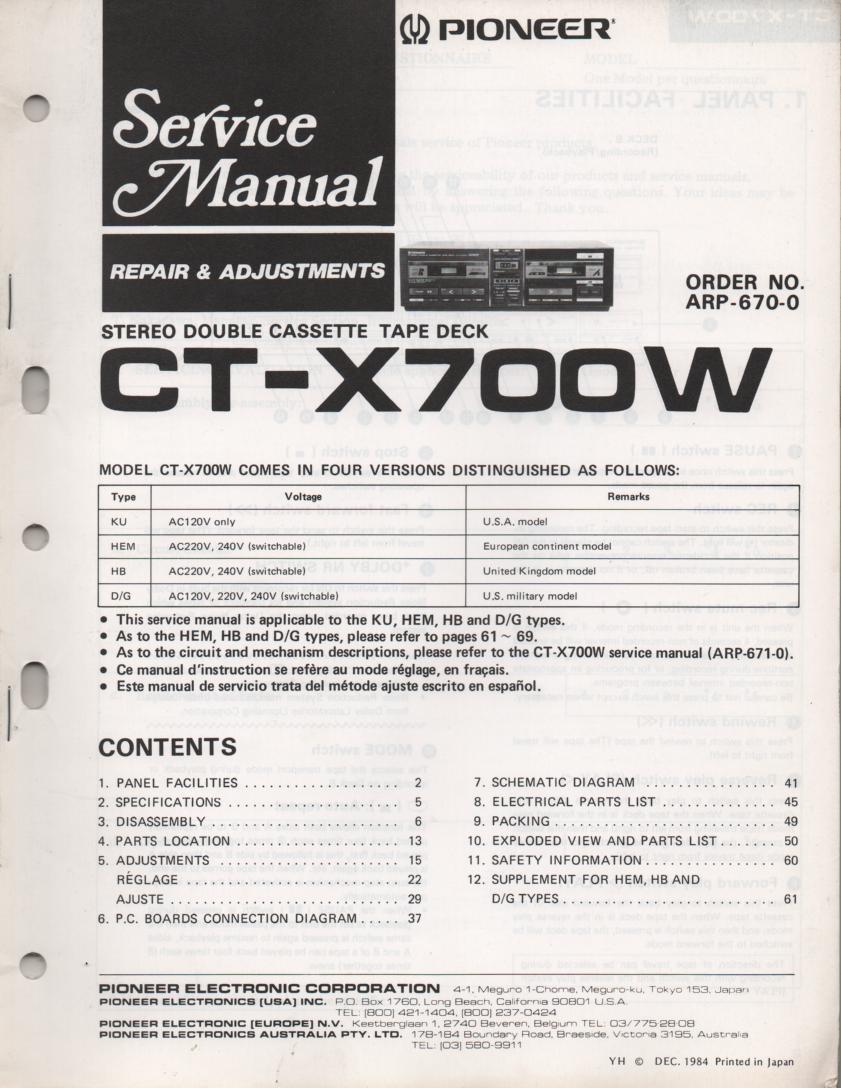 PIONEER®
Service
Manual
REPAIR & ADJUSTMENTS
ORDER NO.
ARP-670-0
STEREO DOUBLE CASSETTE TAPE DECK
CT-X700W
MODEL CT-X700W COMES IN FOUR VERSIONS DISTINGUISHED AS FOLLOWS:
Type Voltage Remarks
KU AC120V only U.S.A. model
HEM AC220V, 240V (switchable) European continent model
HB AC220V, 240V (switchable) United Kingdom model
D/G AC120V, 220V, 240V (switchable) U.S. military model
● This service manual is applicable to the KU, HEM, HB and D/G types.
● As to the HEM, HB and D/G types, please refer to pages 61 ~ 69.
● As to the circuit and mechanism descriptions, please refer to the CT-X700W service manual (ARP-671-0).
● Ce manual d'instruction se refère au mode réglage, en fraçais.
● Este manual de servicio trata del método ajuste escrito en español.
CONTENTS
1. PANEL FACILITIES .......... 2
2. SPECIFICATIONS .......... 5
3. DISASSEMBLY .......... 6
4. PARTS LOCATION .......... 13
5. ADJUSTMENTS .......... 15
RÉGLAGE .......... 22
AJUSTE .......... 29
6. P.C. BOARDS CONNECTION DIAGRAM ..... 37
7. SCHEMATIC DIAGRAM .......... 41
8. ELECTRICAL PARTS LIST .......... 45
9. PACKING .......... 49
10. EXPLODED VIEW AND PARTS LIST ....... 50
11. SAFETY INFORMATION .......... 60
12. SUPPLEMENT FOR HEM, HB AND
D/G TYPES .......... 61
PIONEER ELECTRONIC CORPORATION 4-1, Meguro 1-Chome, Meguro-ku, Tokyo 153, Japan
PIONEER ELECTRONICS [USA] INC. P.O. Box 1760, Long Beach, California 90801 U.S.A.
TEL: [800] 421-1404, [800] 237-0424
PIONEER ELECTRONIC [EUROPE] N.V. Keetberglaan 1, 2740 Beveren, Belgium TEL: 03/775·28·08
PIONEER ELECTRONICS AUSTRALIA PTY. LTD. 178-184 Boundary Road, Braeside, Victoria 3195, Australia
TEL: [03] 580-9911
YH © DEC. 1984 Printed in Japan